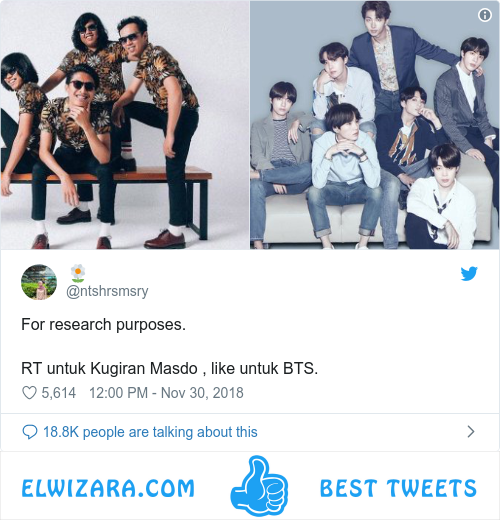 @ntshrsmsry
For research purposes.
RT untuk Kugiran Masdo , like untuk BTS.
5,614 12:00 PM - Nov 30, 2018
18.8K people are talking about this
ELWIZARA.COM
BEST TWEETS